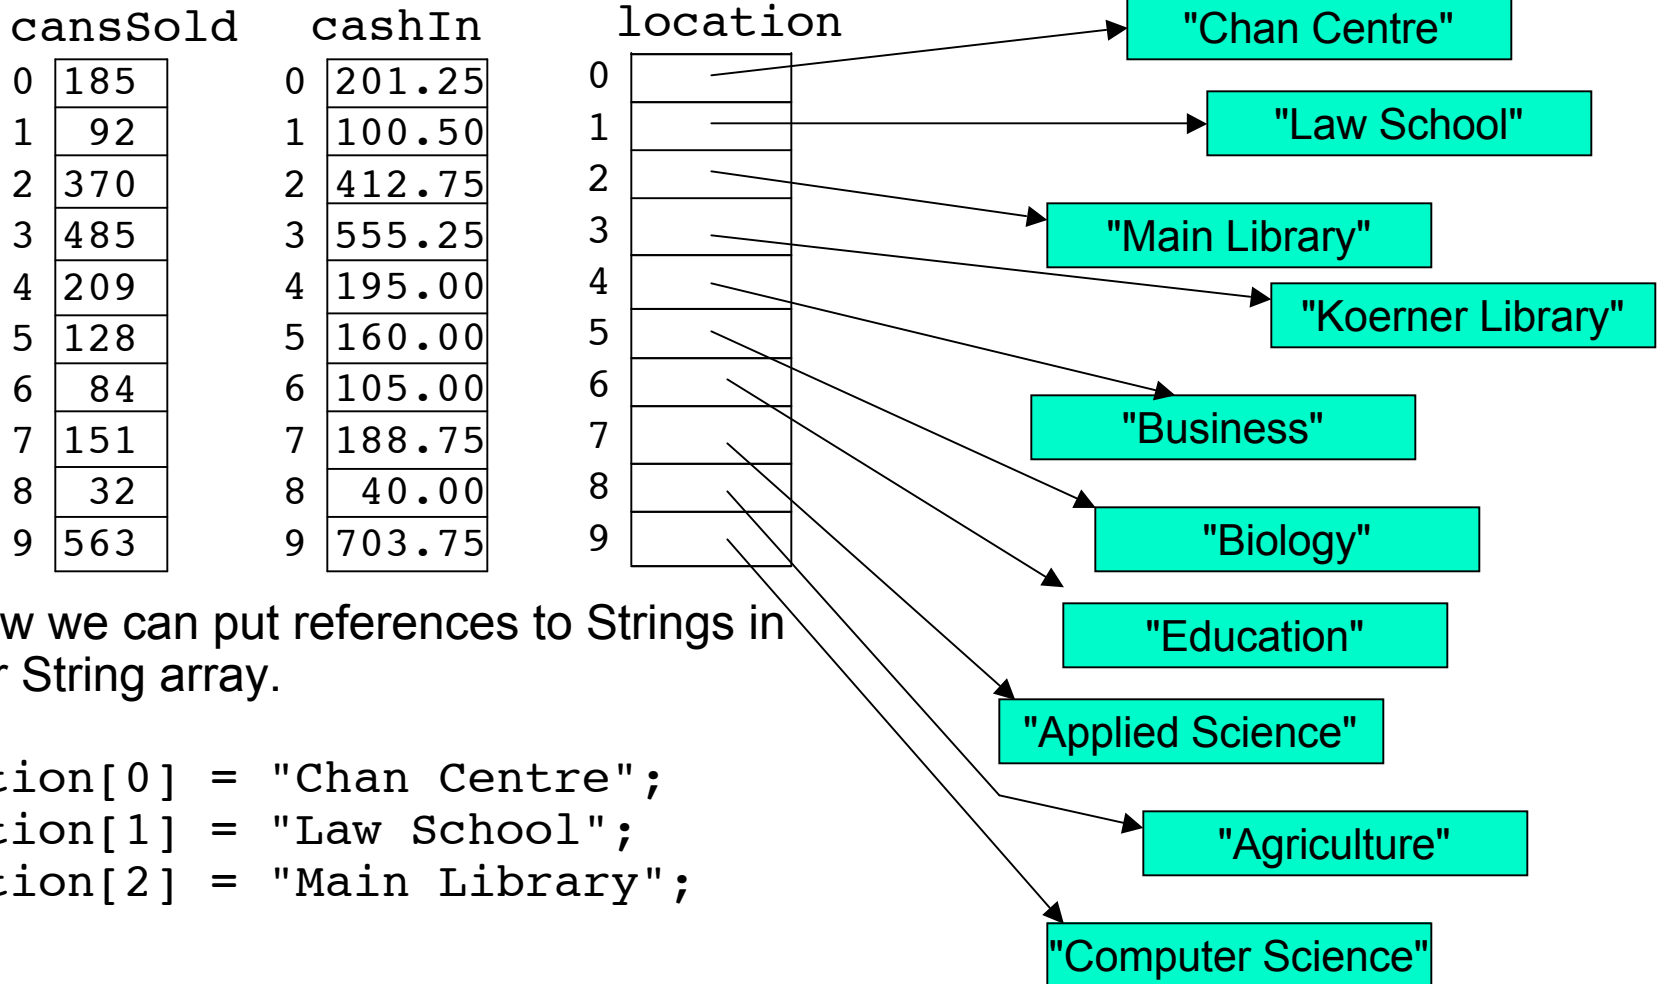 cansSold cashIn location
0 185 0 201.25 0 "Chan Centre"
1 92 1 100.50 1 "Law School"
2 370 2 412.75 2 "Main Library"
3 485 3 555.25 3 "Koerner Library"
4 209 4 195.00 4 "Business"
5 128 5 160.00 5 "Biology"
6 84 6 105.00 6 "Education"
7 151 7 188.75 7 "Applied Science"
8 32 8 40.00 8 "Agriculture"
9 563 9 703.75 9 "Computer Science"
w we can put references to Strings in
r String array.
tion[0] = "Chan Centre";
tion[1] = "Law School";
tion[2] = "Main Library";